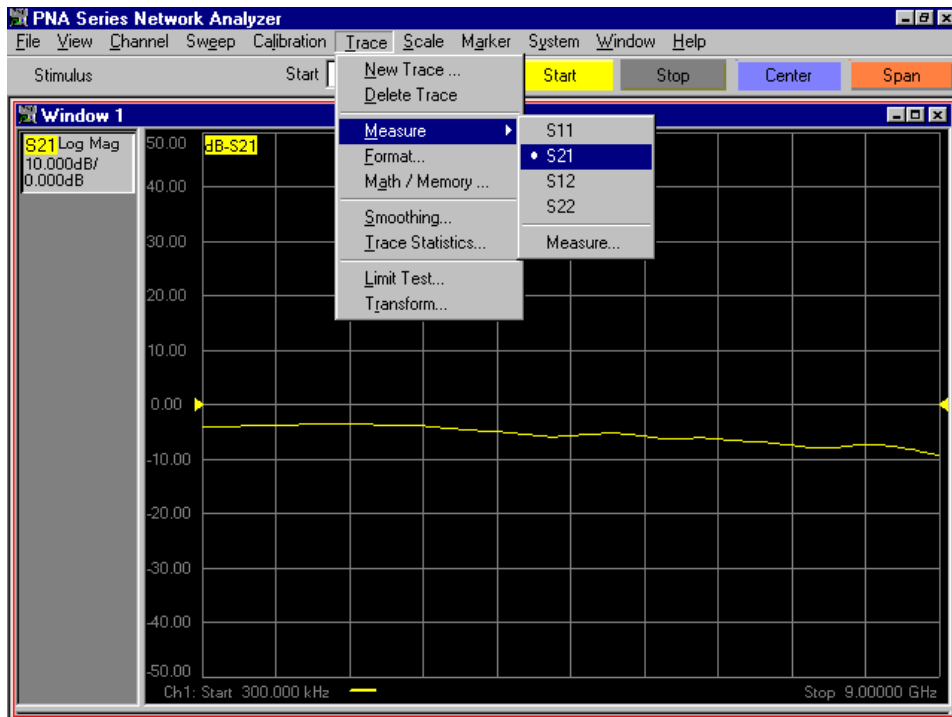 PNA Series Network Analyzer
File View Channel Sweep Calibration Trace Scale Marker System Window Help
Stimulus Start Start Stop Center Span
New Trace ...
Delete Trace
Measure
Format...
Math / Memory ...
Smoothing...
Trace Statistics...
Limit Test...
Transform...
S11
S21
S12
S22
Measure...
Window 1
S21 Log Mag
10.000dB/
0.000dB
dB-S21
50.00
40.00
30.00
20.00
10.00
0.00
-10.00
-20.00
-30.00
-40.00
-50.00
Ch1: Start 300.000 kHz
Stop 9.00000 GHz